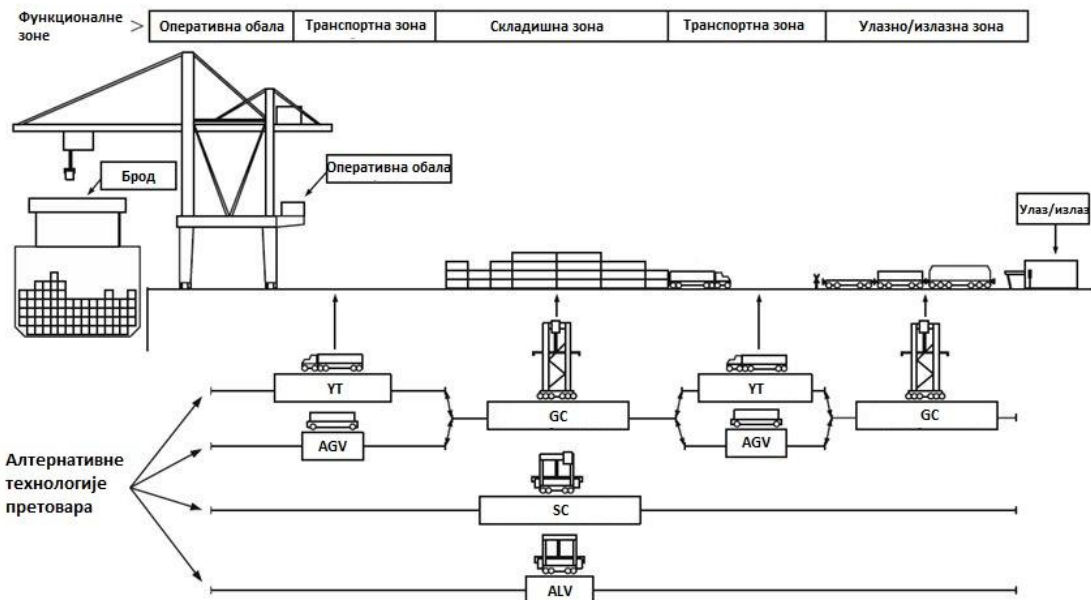 Функционалне
зоне
>
Оперативна обала
Транспортна зона
Складишна зона
Транспортна зона
Улазно/излазна зона
Оперативна обала
Брод
Улаз/излаз
YT
GC
YT
GC
AGV
AGV
Алтернативне
технологије
претовара
SC
ALV